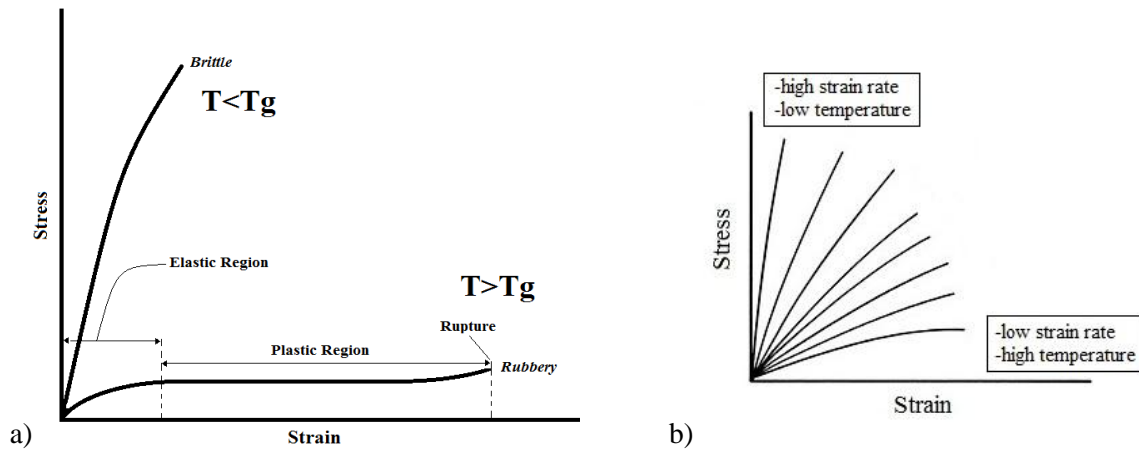 Brittle
T<Tg
Stress
Elastic Region
T>Tg
Rupture
Plastic Region
Rubbery
Strain
a)
-high strain rate
-low temperature
Stress
-low strain rate
-high temperature
Strain
b)